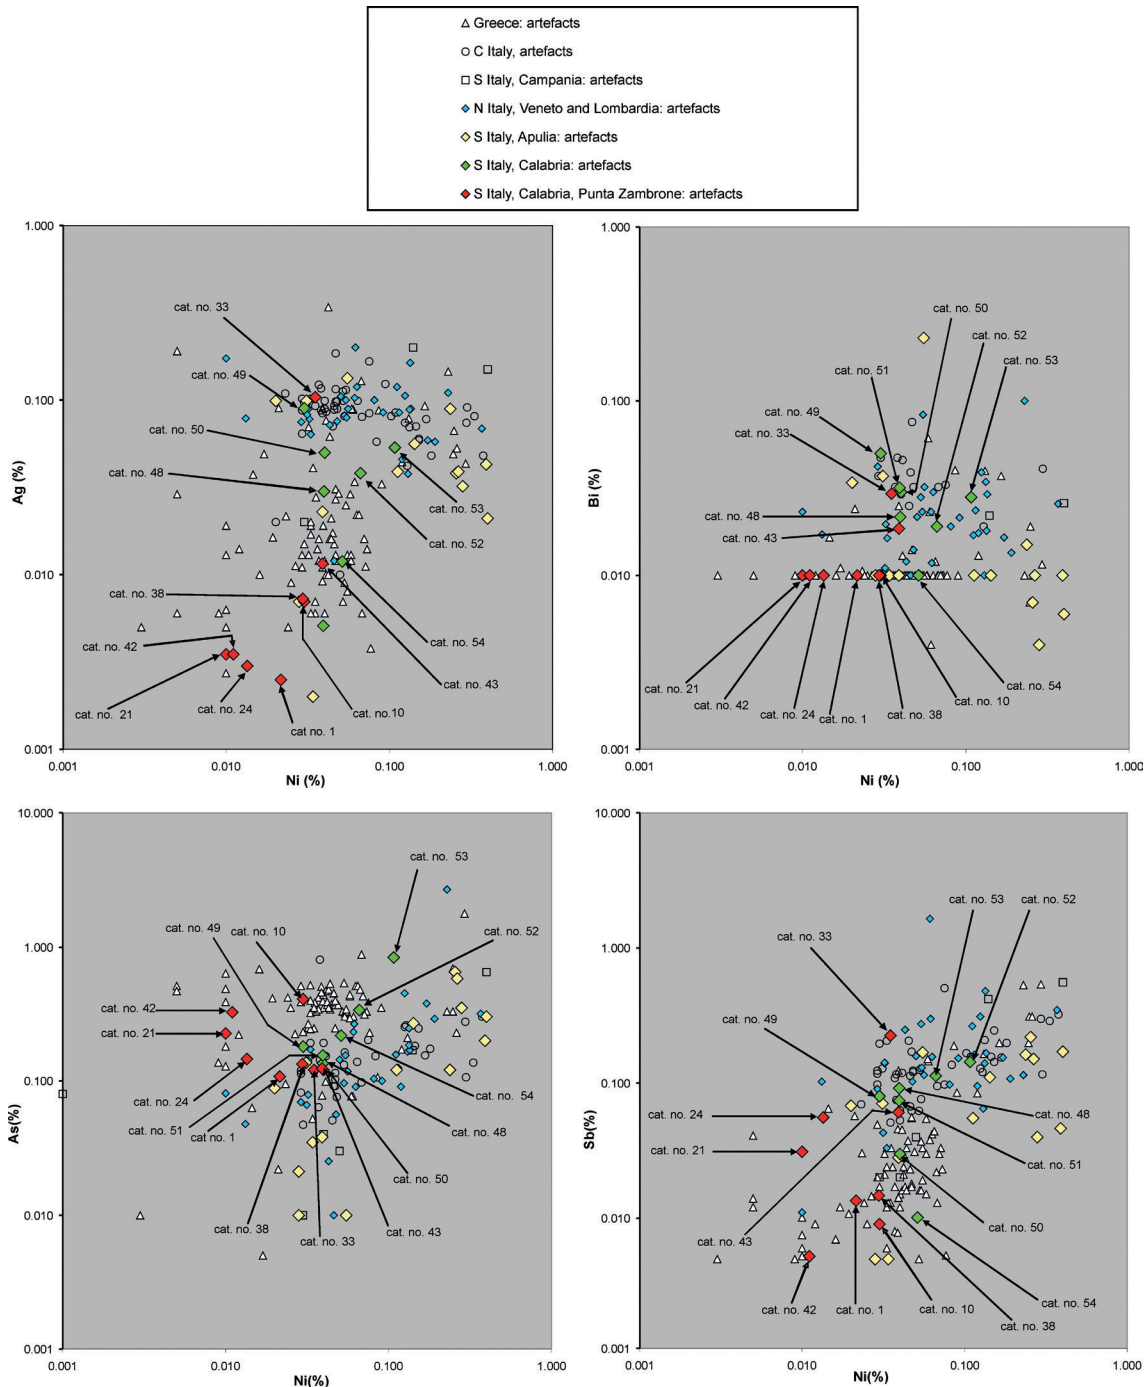 Greece: artefacts
C Italy, artefacts
S Italy, Campania: artefacts
N Italy, Veneto and Lombardia: artefacts
S Italy, Apulia: artefacts
S Italy, Calabria: artefacts
S Italy, Calabria, Punta Zambrone: artefacts
1.000
cat. no. 33
cat. no. 49
0.100
cat. no. 50
cat. no. 48
Ag (%)
cat. no. 53
cat. no. 52
0.010
cat. no. 38
cat. no. 42
cat. no. 54
cat. no. 43
cat. no. 21
cat. no. 24
cat. no.10
cat no. 1
0.001
0.001
0.010
0.100
1.000
Ni (%)
1.000
cat. no. 50
cat. no. 52
cat. no. 53
cat. no. 51
0.100
cat. no. 49
cat. no. 33
Bi (%)
cat. no. 48
cat. no. 43
0.010
cat. no. 21
cat. no. 42
cat. no. 24
cat. no. 1
cat. no. 38
cat. no. 10
cat. no. 54
0.001
0.001
0.010
0.100
1.000
Ni (%)
10.000
cat. no. 53
cat. no. 49
cat. no. 10
cat. no. 52
1.000
cat. no. 42
cat. no. 21
As(%)
0.100
cat. no. 24
cat. no. 51
cat no. 1
cat. no. 54
cat. no. 48
cat. no. 50
0.010
cat. no. 38
cat. no. 33
cat. no. 43
0.001
0.001
0.010
0.100
1.000
Ni(%)
10.000
cat. no. 53
cat. no. 52
cat. no. 33
1.000
cat. no. 49
Sb(%)
0.100
cat. no. 24
cat. no. 21
cat. no. 48
cat. no. 51
0.010
cat. no. 43
cat. no. 50
cat. no. 42
cat. no. 1
cat. no. 10
cat. no. 54
cat. no. 38
0.001
0.001
0.010
0.100
1.000
Ni(%)